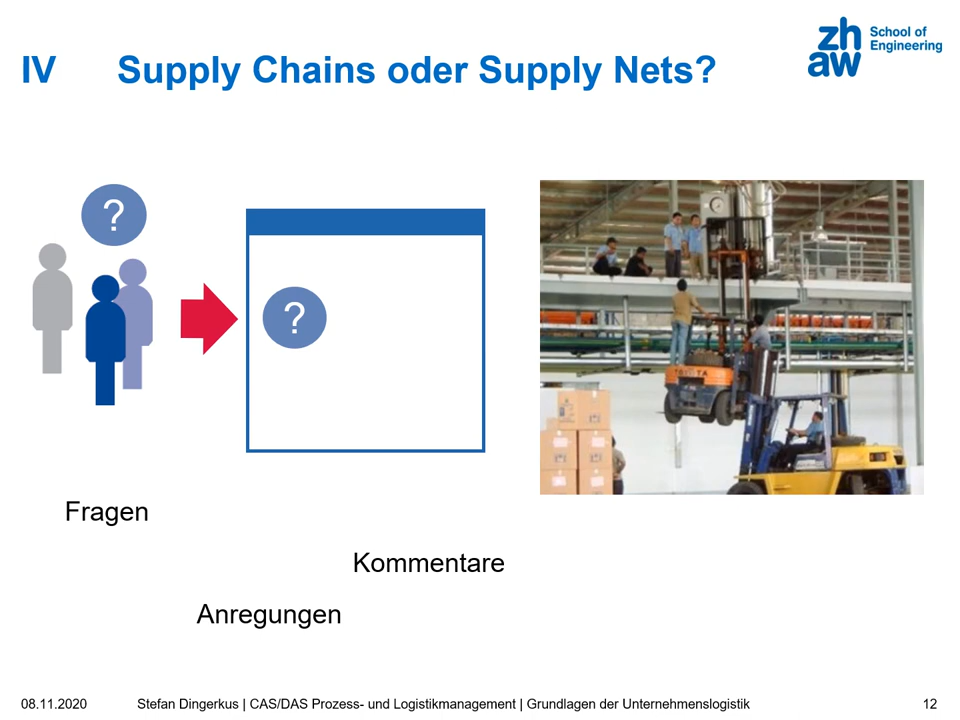 IV Supply Chains oder Supply Nets?
zh
aw
School of
Engineering
?
?
TOYOTA
Fragen
Kommentare
Anregungen
08.11.2020 Stefan Dingerkus | CAS/DAS Prozess- und Logistikmanagement | Grundlagen der Unternehmenslogistik 12